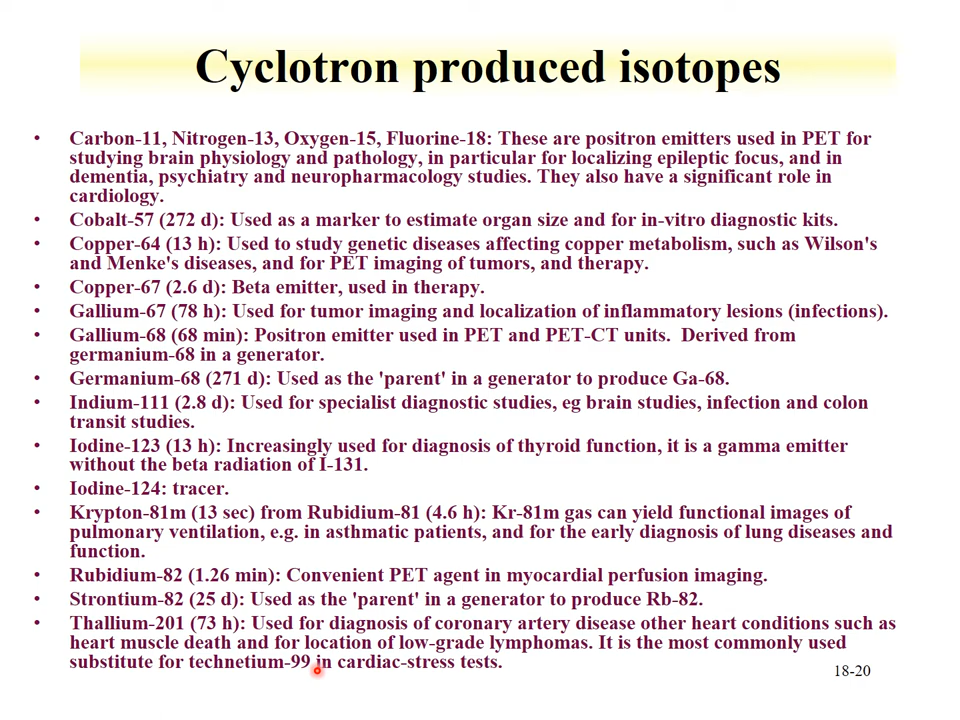 Cyclotron produced isotopes
• Carbon-11, Nitrogen-13, Oxygen-15, Fluorine-18: These are positron emitters used in PET for
studying brain physiology and pathology, in particular for localizing epileptic focus, and in
dementia, psychiatry and neuropharmacology studies. They also have a significant role in
cardiology.
• Cobalt-57 (272 d): Used as a marker to estimate organ size and for in-vitro diagnostic kits.
• Copper-64 (13 h): Used to study genetic diseases affecting copper metabolism, such as Wilson's
and Menke's diseases, and for PET imaging of tumors, and therapy.
• Copper-67 (2.6 d): Beta emitter, used in therapy.
• Gallium-67 (78 h): Used for tumor imaging and localization of inflammatory lesions (infections).
• Gallium-68 (68 min): Positron emitter used in PET and PET-CT units. Derived from
germanium-68 in a generator.
• Germanium-68 (271 d): Used as the 'parent' in a generator to produce Ga-68.
• Indium-111 (2.8 d): Used for specialist diagnostic studies, eg brain studies, infection and colon
transit studies.
• Iodine-123 (13 h): Increasingly used for diagnosis of thyroid function, it is a gamma emitter
without the beta radiation of I-131.
• Iodine-124: tracer.
• Krypton-81m (13 sec) from Rubidium-81 (4.6 h): Kr-81m gas can yield functional images of
pulmonary ventilation, e.g. in asthmatic patients, and for the early diagnosis of lung diseases and
function.
• Rubidium-82 (1.26 min): Convenient PET agent in myocardial perfusion imaging.
• Strontium-82 (25 d): Used as the 'parent' in a generator to produce Rb-82.
• Thallium-201 (73 h): Used for diagnosis of coronary artery disease other heart conditions such as
heart muscle death and for location of low-grade lymphomas. It is the most commonly used
substitute for technetium-99 in cardiac-stress tests.
18-20